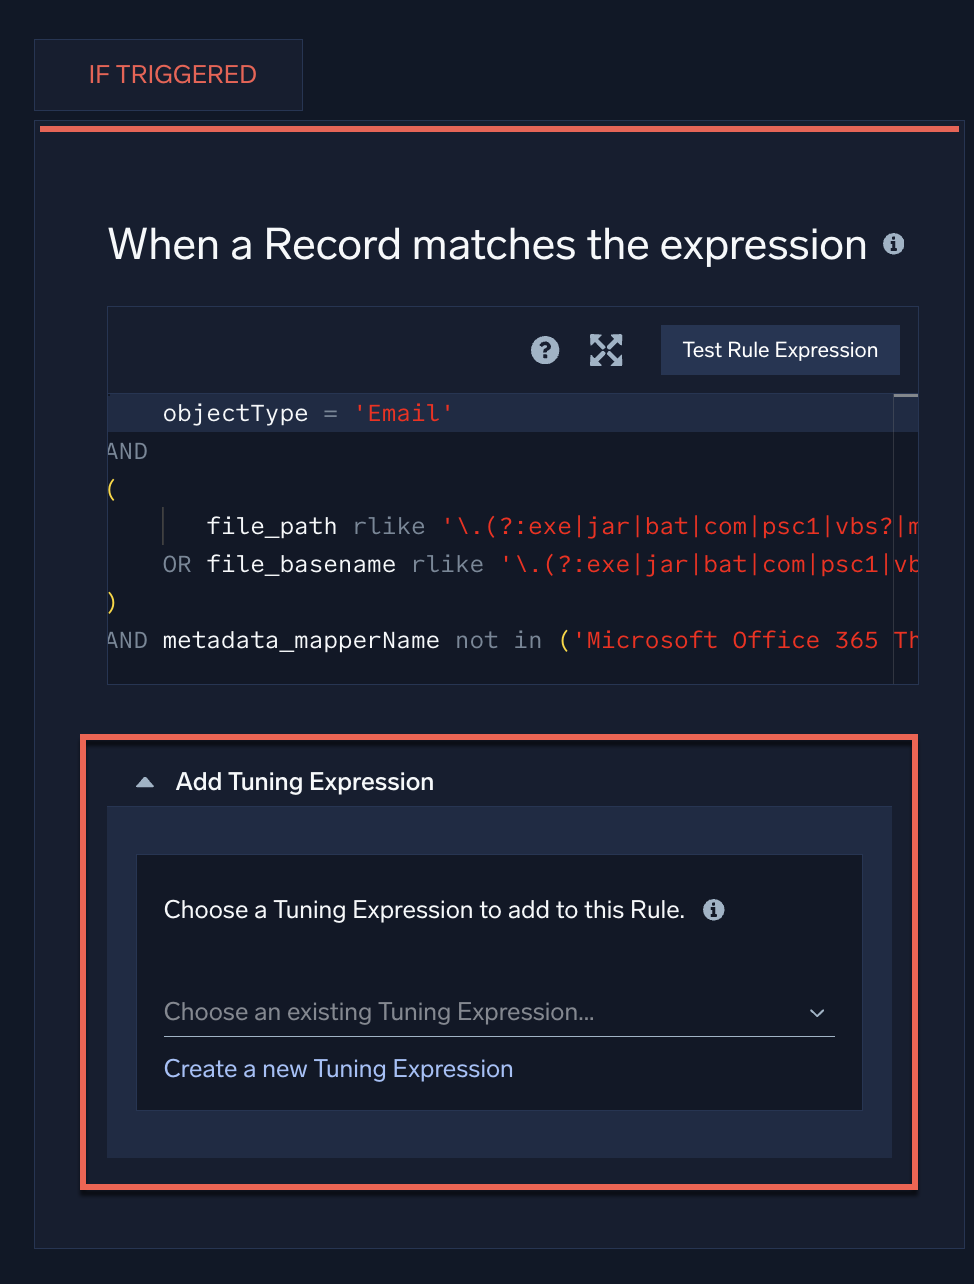 IF TRIGGERED
When a Record matches the expression
Test Rule Expression
objectType = 'Email'
AND
(
file_path rlike '\.(?:exe|jar|bat|com|psc1|vbs?|m
OR file_basename rlike '\.(?:exe|jar|bat|com|psc1|vb
)
AND metadata_mapperName not in ('Microsoft Office 365 Th
Add Tuning Expression
Choose a Tuning Expression to add to this Rule.
Choose an existing Tuning Expression...
Create a new Tuning Expression